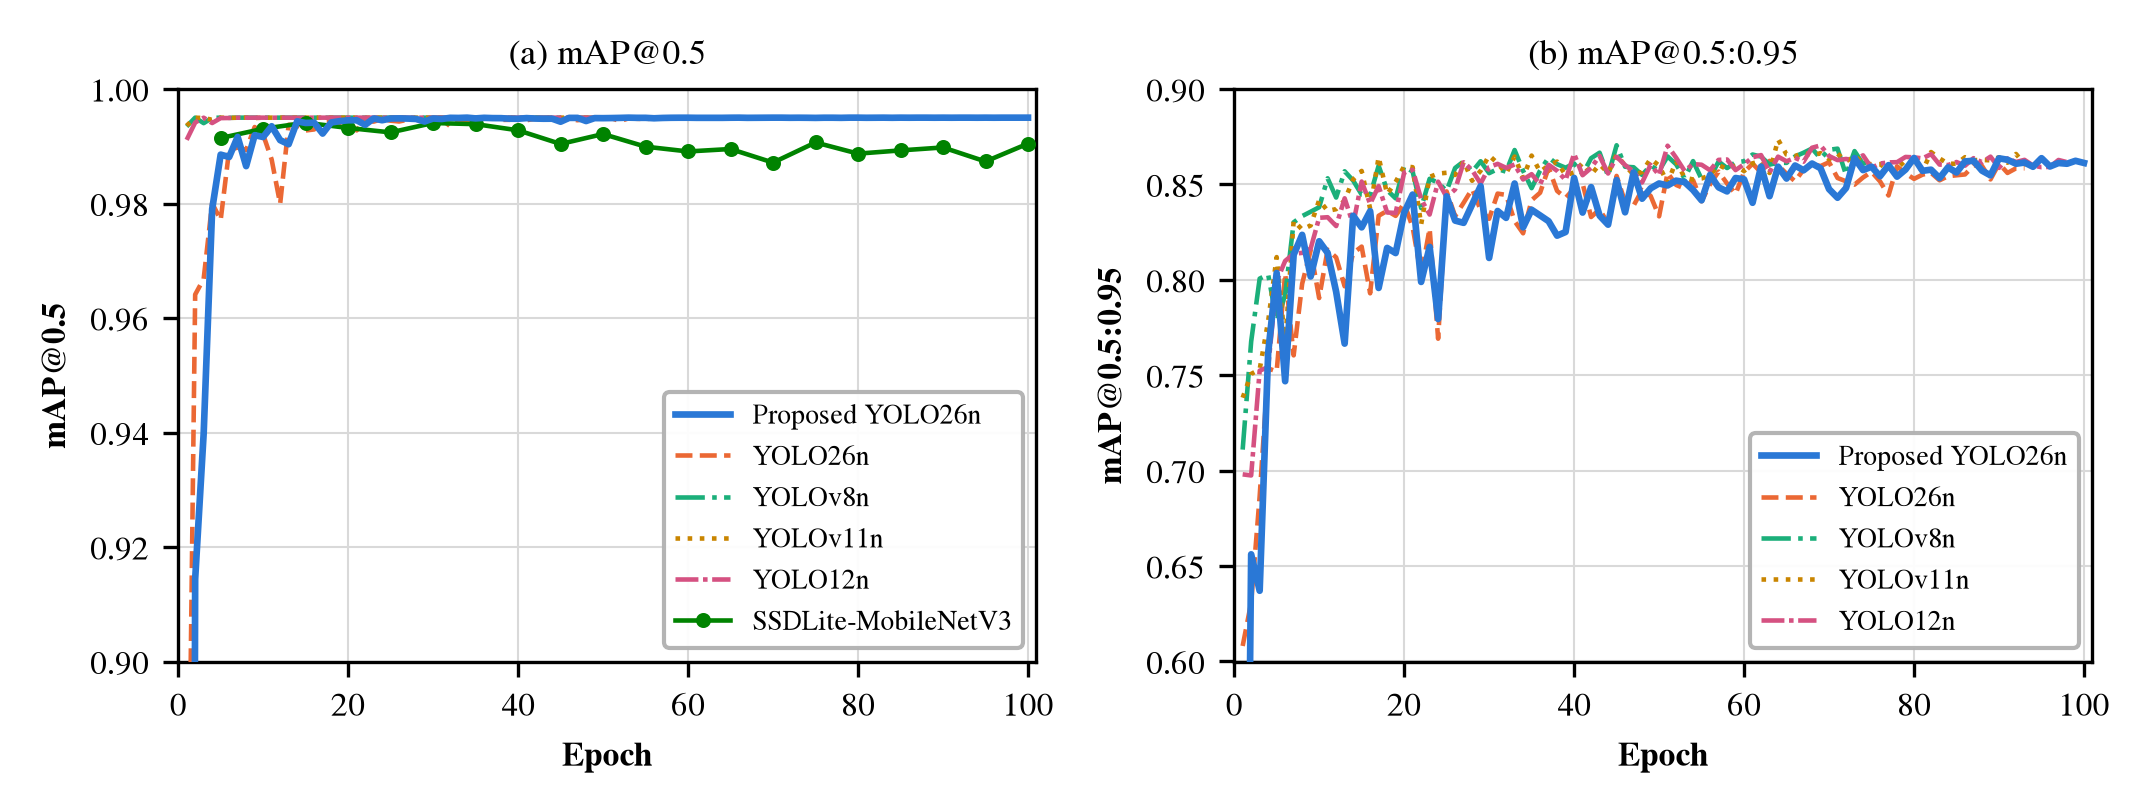 (a) mAP@0.5
mAP@0.5
1.00
0.98
0.96
0.94
0.92
0.90
0 20 40 60 80 100
Epoch
Proposed YOLO26n
YOLO26n
YOLOv8n
YOLOv11n
YOLO12n
SSDLite-MobileNetV3
(b) mAP@0.5:0.95
mAP@0.5:0.95
0.90
0.85
0.80
0.75
0.70
0.65
0.60
0 20 40 60 80 100
Epoch
Proposed YOLO26n
YOLO26n
YOLOv8n
YOLOv11n
YOLO12n